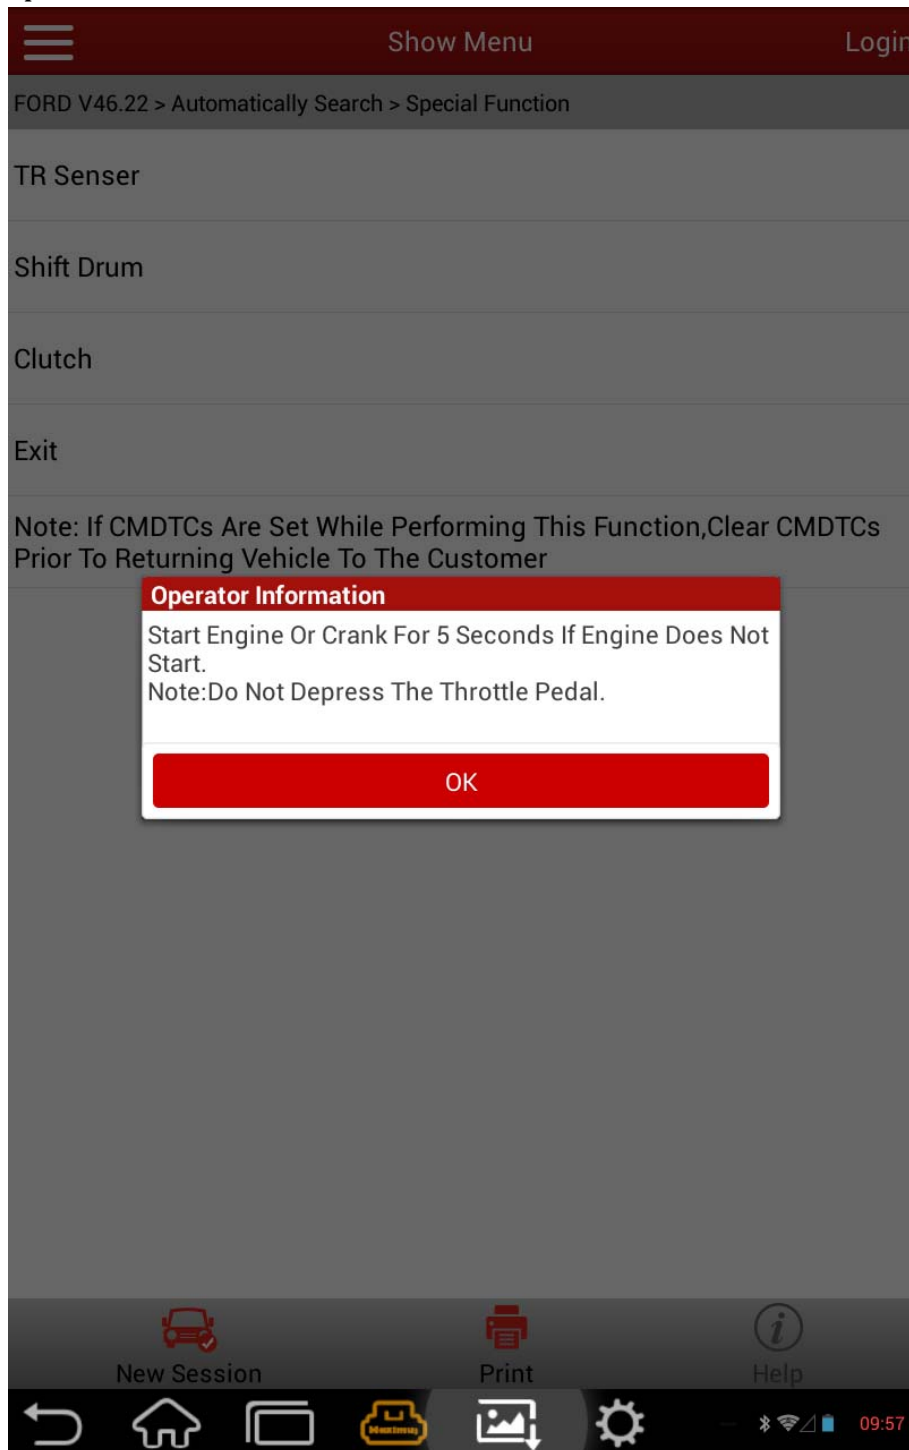 Show Menu
Login
FORD V46.22 > Automatically Search > Special Function
TR Senser
Shift Drum
Clutch
Exit
Note: If CMDTCs Are Set While Performing This Function,Clear CMDTCs
Prior To Returning Vehicle To The Customer
Operator Information
Start Engine Or Crank For 5 Seconds If Engine Does Not
Start.
Note:Do Not Depress The Throttle Pedal.
OK
New Session
Print
Help
09:57